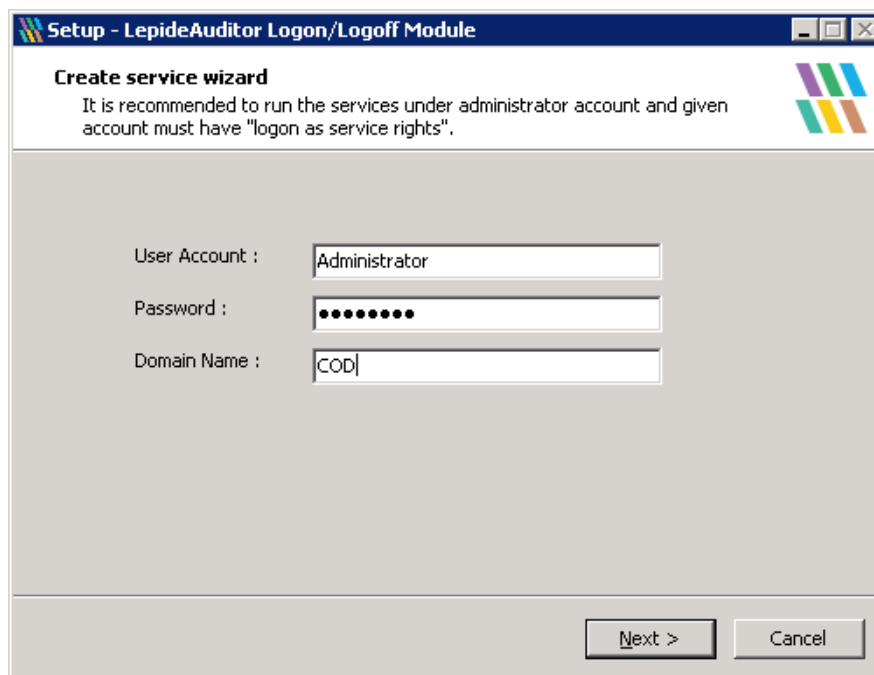 Setup - LepideAuditor Logon/Logoff Module
Create service wizard
It is recommended to run the services under administrator account and given
account must have "logon as service rights".
User Account :
Administrator
Password :
••••••••
Domain Name :
COD
Next >
Cancel